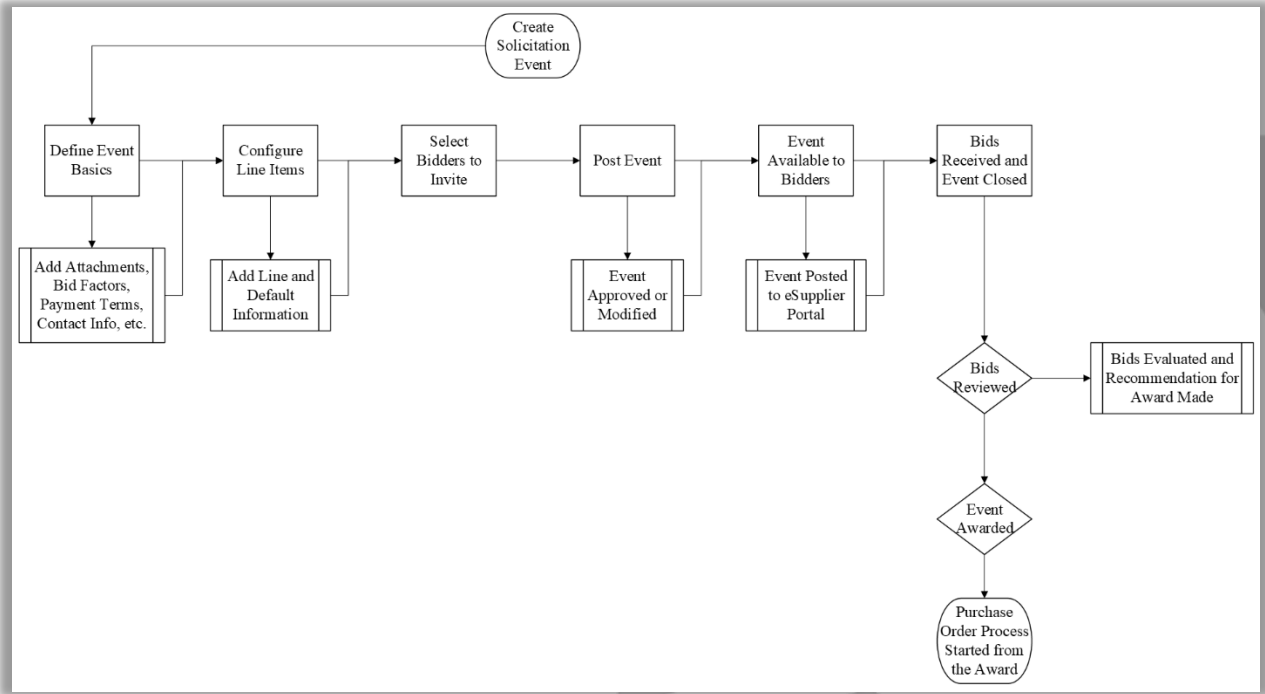 Create
Solicitation
Event
Define Event
Basics
Configure
Line Items
Select
Bidders to
Invite
Post Event
Event
Available to
Bidders
Bids
Received and
Event Closed
Add Attachments,
Bid Factors,
Payment Terms,
Contact Info, etc.
Add Line and
Default
Information
Event
Approved or
Modified
Event Posted
to eSupplier
Portal
Bids
Reviewed
Bids Evaluated and
Recommendation for
Award Made
Event
Awarded
Purchase
Order Process
Started from
the Award